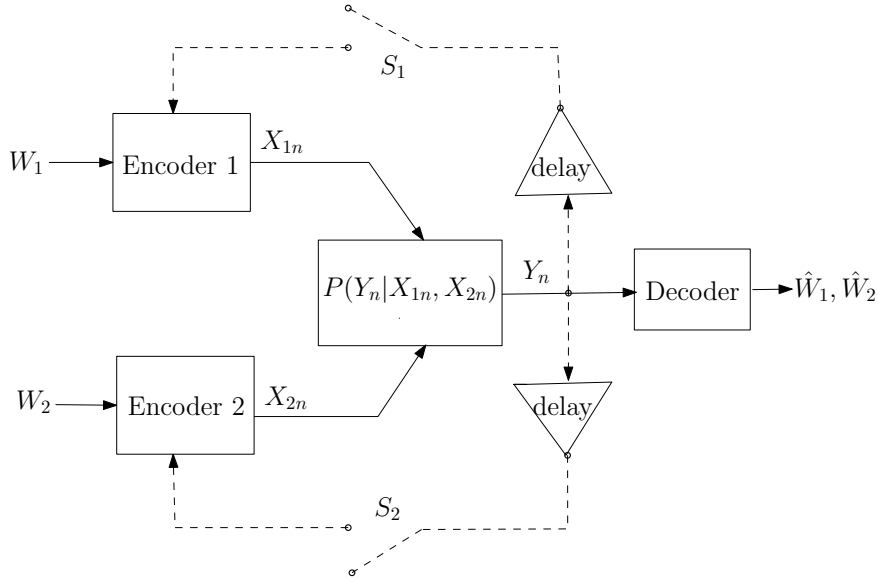 S₁
W₁
Encoder 1
X₁ₙ
delay
P(Yₙ|X₁ₙ, X₂ₙ)
Yₙ
Decoder
Ŵ₁, Ŵ₂
W₂
Encoder 2
X₂ₙ
delay
S₂